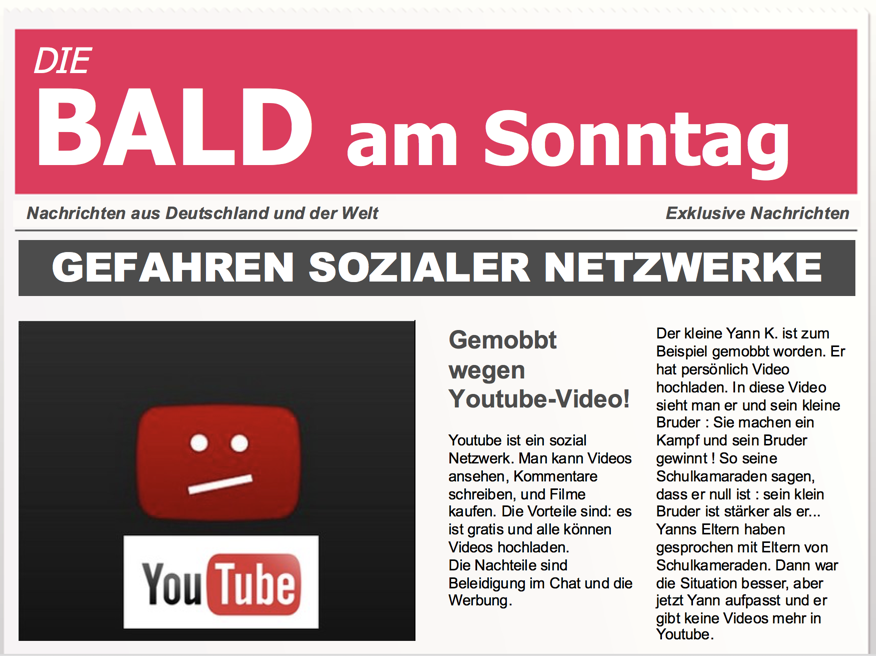 DIE
BALD am Sonntag
Nachrichten aus Deutschland und der Welt
Exklusive Nachrichten
GEFAHREN SOZIALER NETZWERKE
YouTube
Gemobbt
wegen
Youtube-Video!
Youtube ist ein sozial
Netzwerk. Man kann Videos
ansehen, Kommentare
schreiben, und Filme
kaufen. Die Vorteile sind: es
ist gratis und alle können
Videos hochladen.
Die Nachteile sind
Beleidigung im Chat und die
Werbung.
Der kleine Yann K. ist zum
Beispiel gemobbt worden. Er
hat persönlich Video
hochladen. In diese Video
sieht man er und sein kleine
Bruder : Sie machen ein
Kampf und sein Bruder
gewinnt ! So seine
Schulkamaraden sagen,
dass er null ist : sein klein
Bruder ist stärker als er...
Yanns Eltern haben
gesprochen mit Eltern von
Schulkameraden. Dann war
die Situation besser, aber
jetzt Yann aufpasst und er
gibt keine Videos mehr in
Youtube.